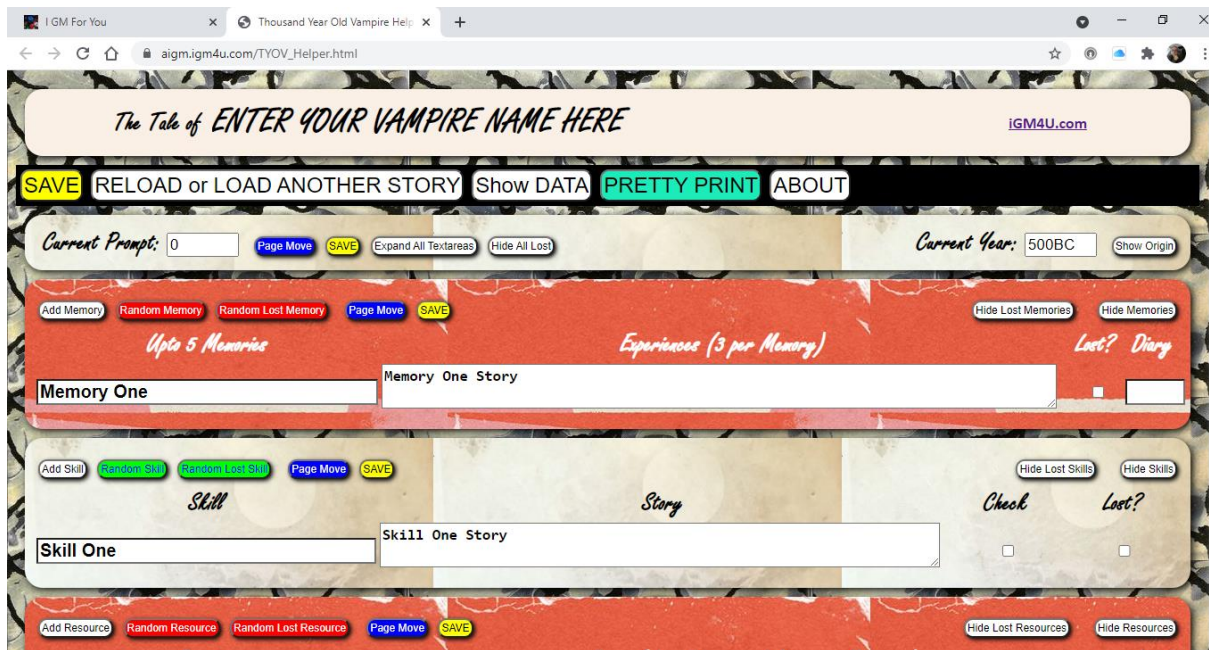 I GM For You
Thousand Year Old Vampire Help
aigm.igm4u.com/TYOV_Helper.html
The Tale of ENTER YOUR VAMPIRE NAME HERE iGM4U.com
SAVE RELOAD or LOAD ANOTHER STORY Show DATA PRETTY PRINT ABOUT
Current Prompt: 0 Page Move SAVE Expand All Textareas Hide All Lost Current Year: 500BC Show Origin
Add Memory Random Memory Random Lost Memory Page Move SAVE Hide Lost Memories Hide Memories
Upto 5 Memories Experiences (3 per Memory) Lost? Diary
Memory One Memory One Story
Add Skill Random Skill Random Lost Skill Page Move SAVE Hide Lost Skills Hide Skills
Skill Story Check Lost?
Skill One Skill One Story
Add Resource Random Resource Random Lost Resource Page Move SAVE Hide Lost Resources Hide Resources